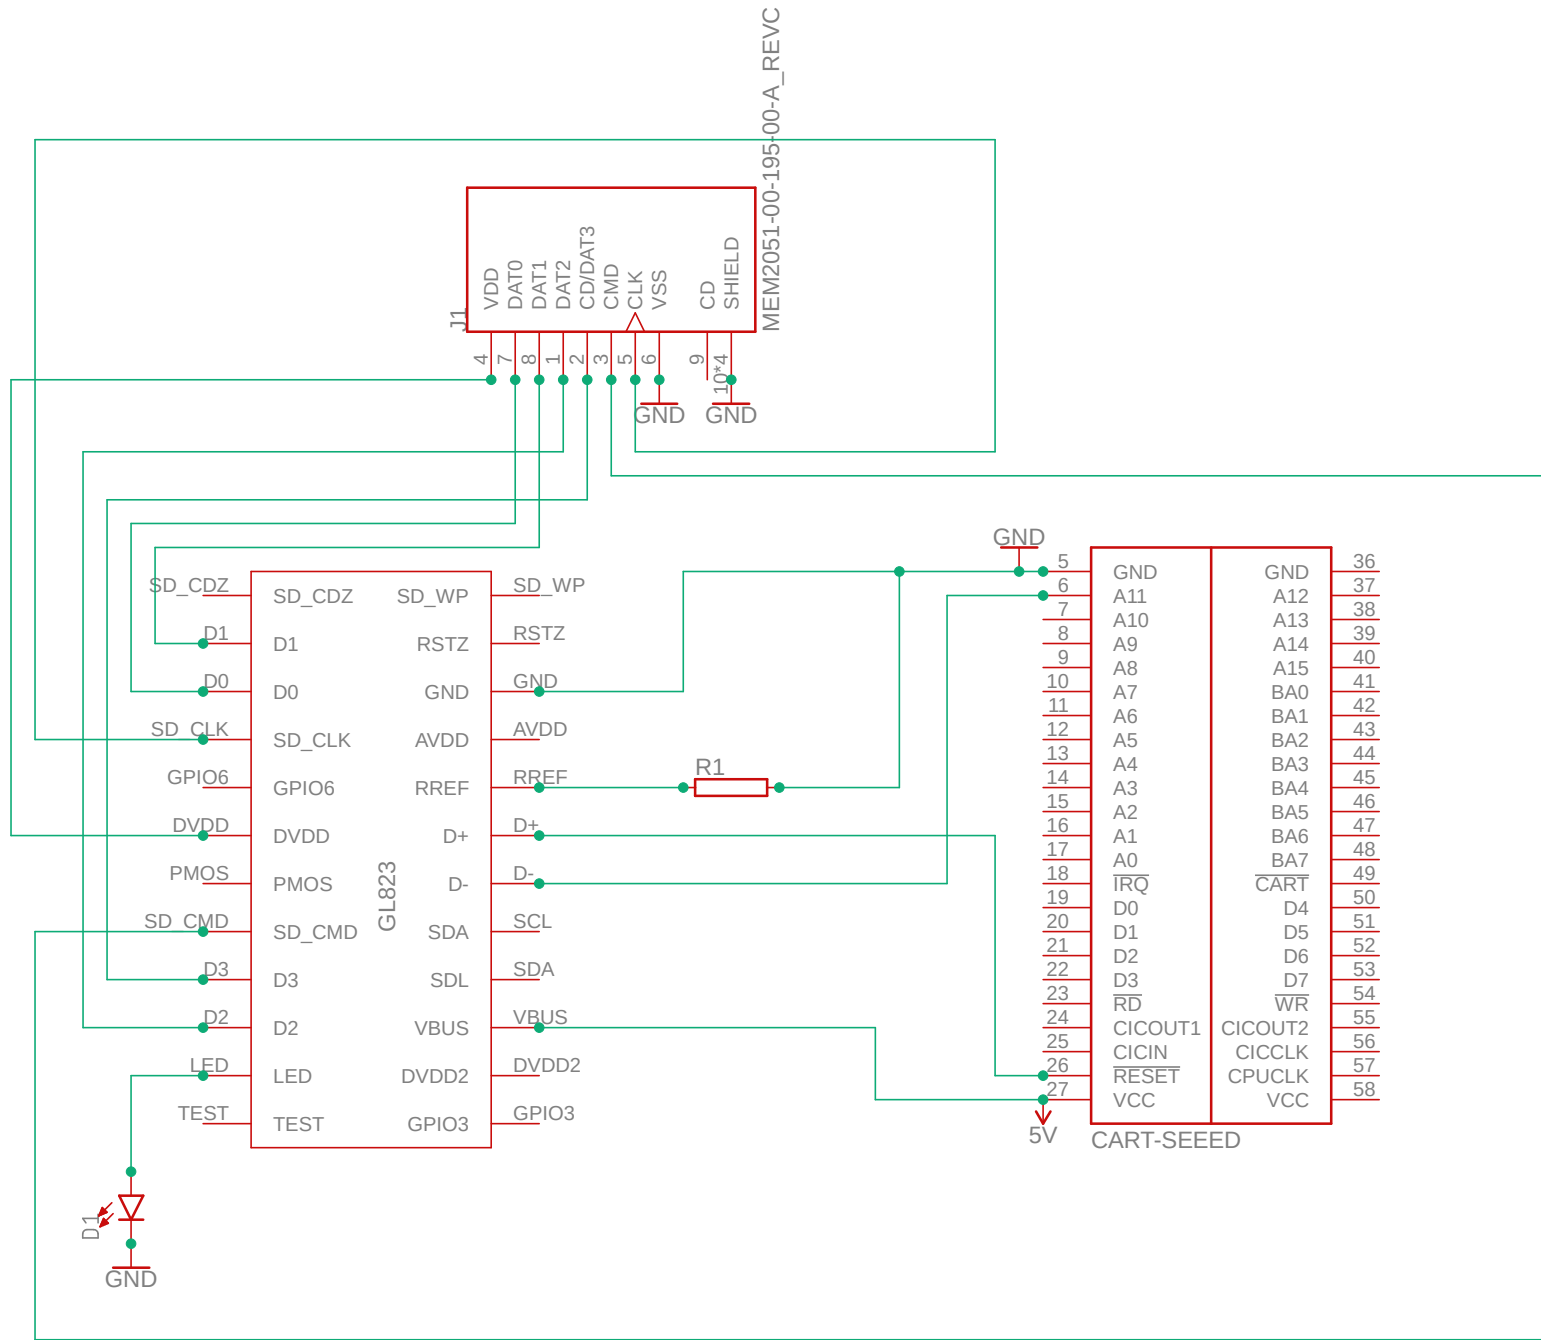 MEM2051-00-195-00-A_REVC
J1
VDD
DAT0
DAT1
DAT2
CD/DAT3
CMD
CLK
VSS
CD
SHIELD
4
7
8
1
2
3
5
6
9
10*4
GND
GND
SD_CDZ
D1
D0
SD_CLK
GPIO6
DVDD
PMOS
SD_CMD
D3
D2
LED
TEST
SD_CDZ
D1
D0
SD_CLK
GPIO6
DVDD
PMOS
SD_CMD
D3
D2
LED
TEST
GL823
SD_WP
RSTZ
GND
AVDD
RREF
D+
D-
SDA
SDL
VBUS
DVDD2
GPIO3
SD_WP
RSTZ
GND
AVDD
RREF
D+
D-
SCL
SDA
VBUS
DVDD2
GPIO3
R1
D1
GND
GND
5 GND
6 A11
7 A10
8 A9
9 A8
10 A7
11 A6
12 A5
13 A4
14 A3
15 A2
16 A1
17 A0
18 IRQ
19 D0
20 D1
21 D2
22 D3
23 RD
24 CICOUT1
25 CICIN
26 RESET
27 VCC
GND 36
A12 37
A13 38
A14 39
A15 40
BA0 41
BA1 42
BA2 43
BA3 44
BA4 45
BA5 46
BA6 47
BA7 48
CART 49
D4 50
D5 51
D6 52
D7 53
WR 54
CICOUT2 55
CICCLK 56
CPUCLK 57
VCC 58
5V
CART-SEEED